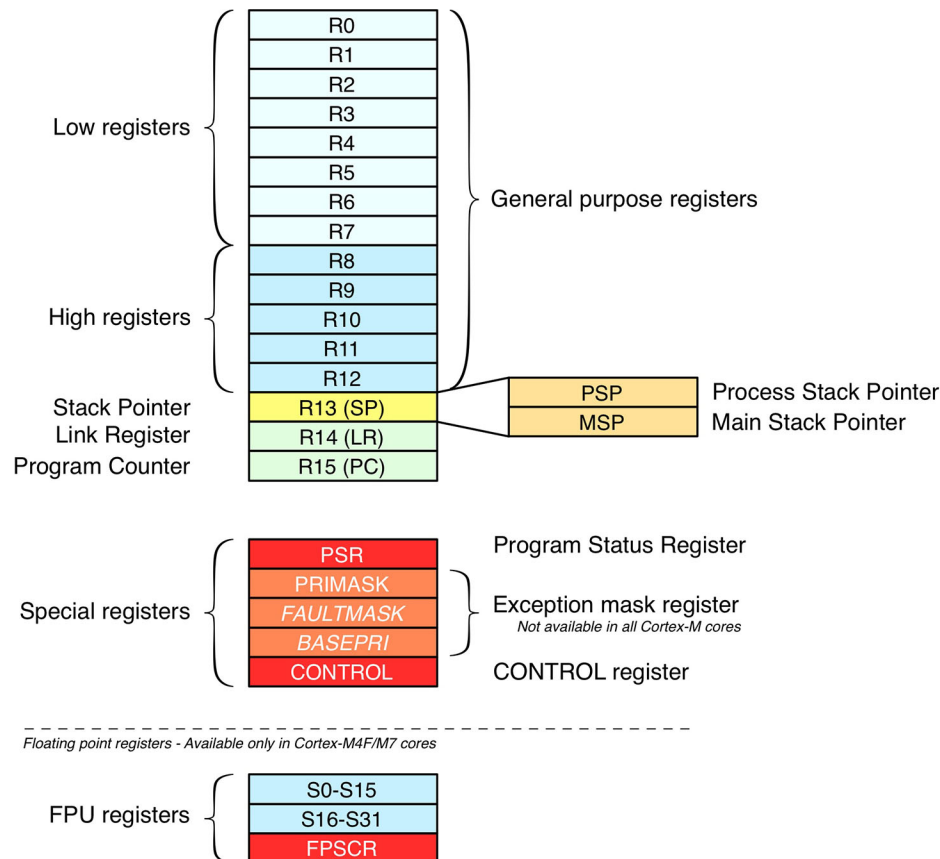 R0
R1
R2
R3
Low registers
R4
R5
R6
General purpose registers
R7
R8
R9
High registers
R10
R11
R12
PSP
Process Stack Pointer
Stack Pointer
R13 (SP)
MSP
Main Stack Pointer
Link Register
R14 (LR)
Program Counter
R15 (PC)
Program Status Register
PSR
PRIMASK
Special registers
FAULTMASK
Exception mask register
Not available in all Cortex-M cores
BASEPRI
CONTROL
CONTROL register
Floating point registers - Available only in Cortex-M4F/M7 cores
S0-S15
FPU registers
S16-S31
FPSCR